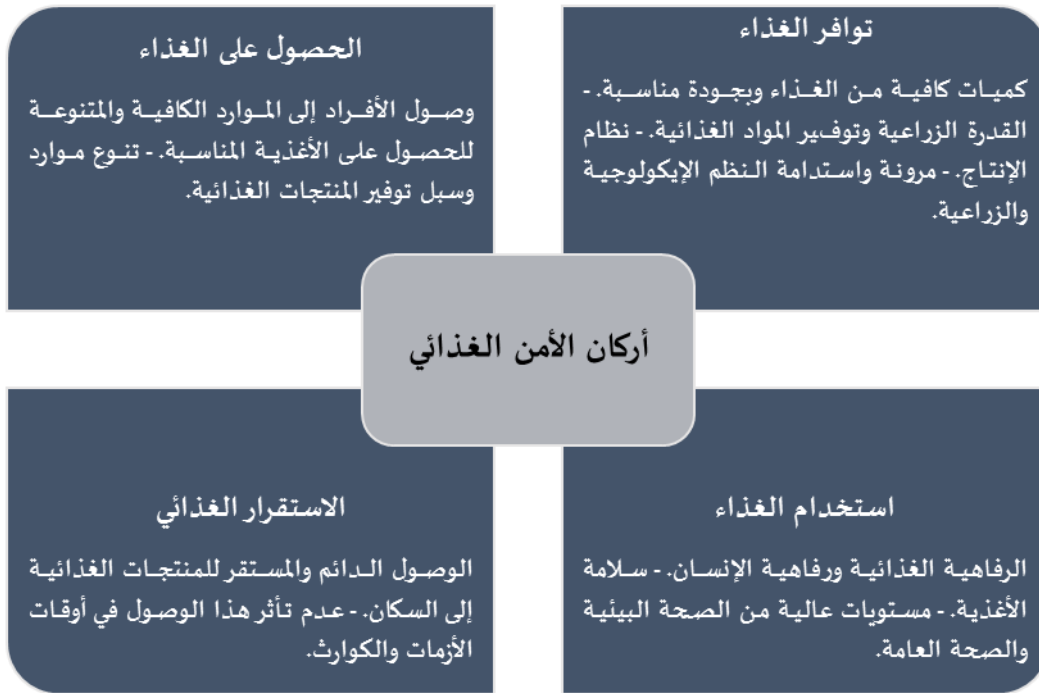 توافر الغذاء
كميات كافية من الغذاء وبجودة مناسبة. -
القدرة الزراعية وتوفير المواد الغذائية. - نظام
الإنتاج. - مرونة واستدامة النظم الإيكولوجية
والزراعية.
الحصول على الغذاء
وصول الأفراد إلى الموارد الكافية والمتنوعة
للحصول على الأغذية المناسبة. - تنوع موارد
وسبل توفير المنتجات الغذائية.
أركان الأمن الغذائي
استخدام الغذاء
الرفاهية الغذائية ورفاهية الإنسان. - سلامة
الأغذية. - مستويات عالية من الصحة البيئية
والصحة العامة.
الاستقرار الغذائي
الوصول الدائم والمستقر للمنتجات الغذائية
إلى السكان. - عدم تأثر هذا الوصول في أوقات
الأزمات والكوارث.